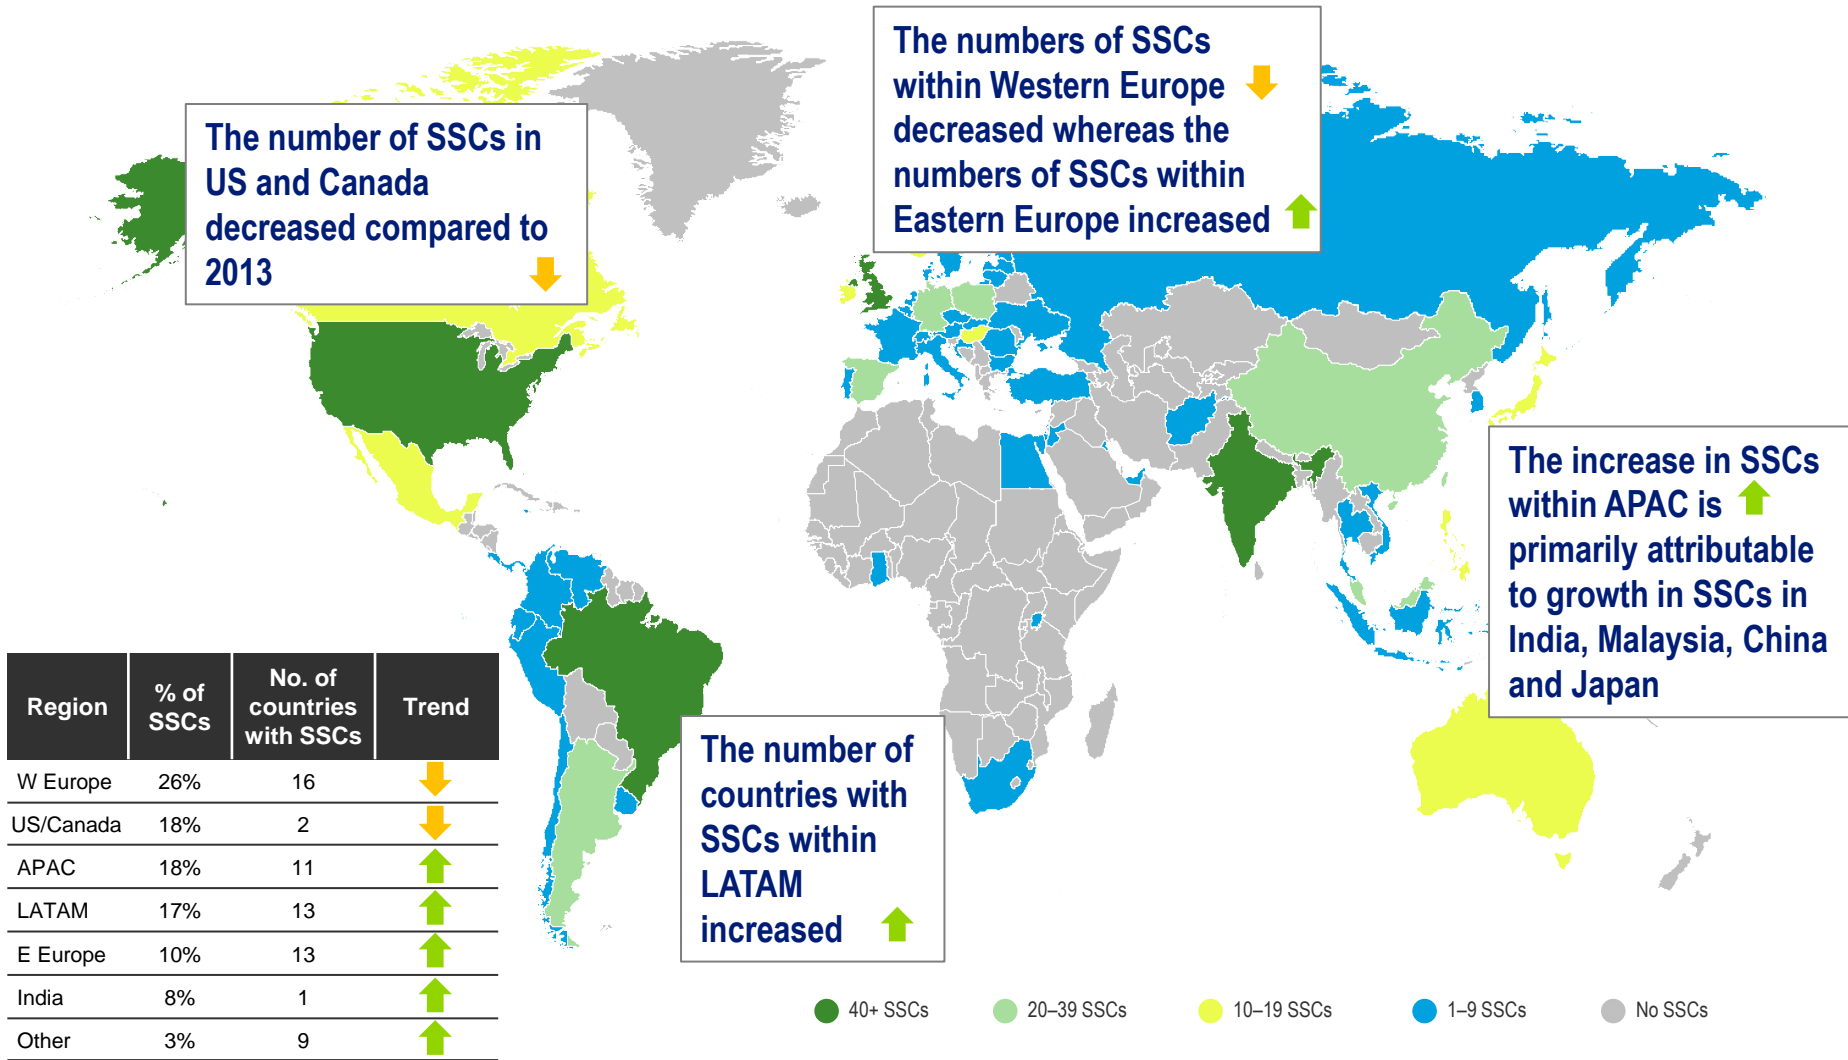 The numbers of SSCs
within Western Europe
decreased whereas the
numbers of SSCs within
Eastern Europe increased
The number of SSCs in
US and Canada
decreased compared to
2013
The increase in SSCs
within APAC is
primarily attributable
to growth in SSCs in
India, Malaysia, China
and Japan
The number of
countries with
SSCs within
LATAM
increased
Region
% of
SSCs
No. of
countries
with SSCs
Trend
W Europe 26% 16
US/Canada 18% 2
APAC 18% 11
LATAM 17% 13
E Europe 10% 13
India 8% 1
Other 3% 9
40+ SSCs
20–39 SSCs
10–19 SSCs
1–9 SSCs
No SSCs